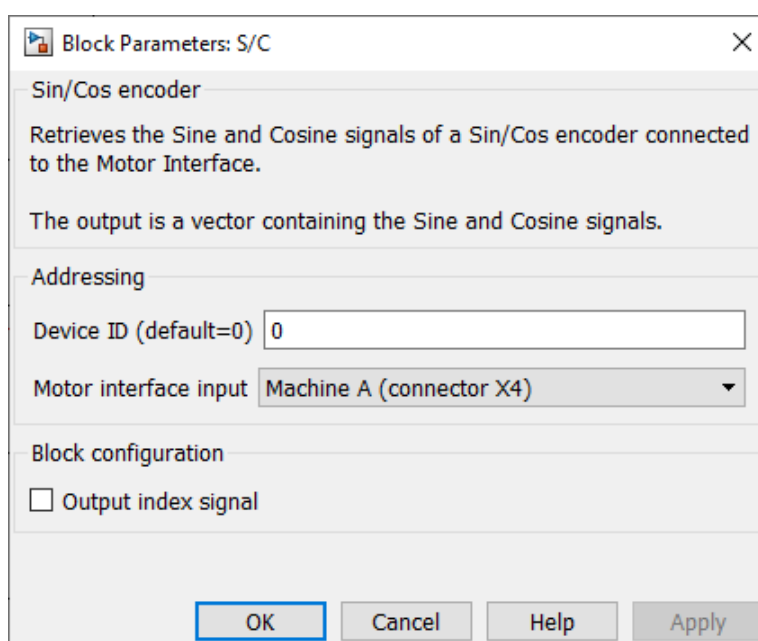 Block Parameters: S/C
Sin/Cos encoder
Retrieves the Sine and Cosine signals of a Sin/Cos encoder connected
to the Motor Interface.
The output is a vector containing the Sine and Cosine signals.
Addressing
Device ID (default=0) 0
Motor interface input Machine A (connector X4)
Block configuration
Output index signal
OK Cancel Help Apply